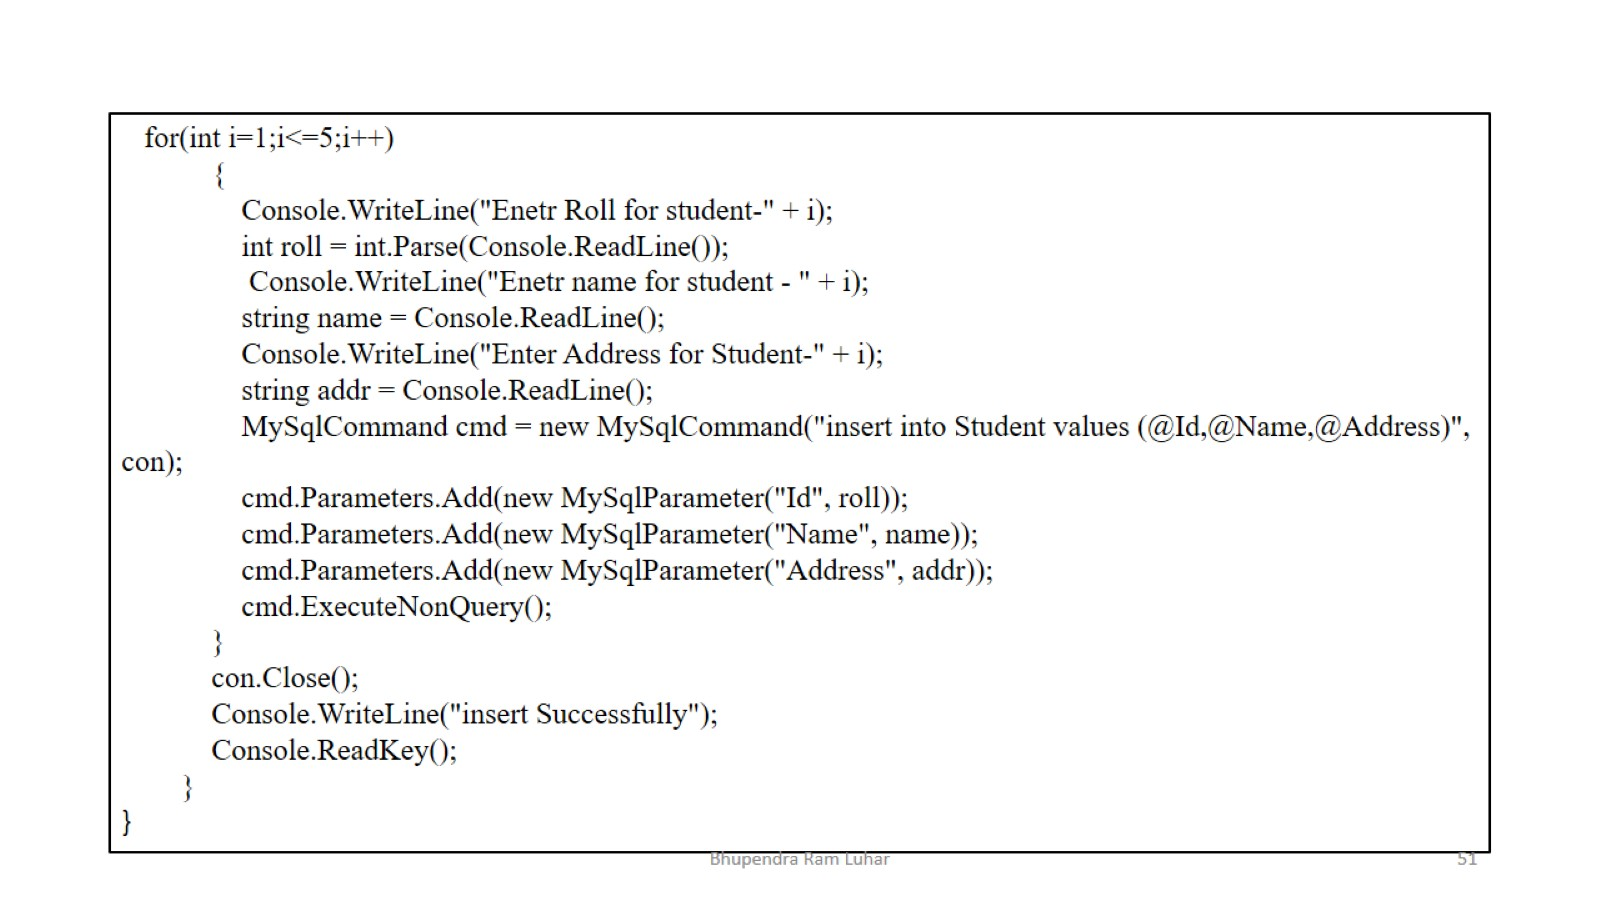 for(int i=1;i<=5;i++)
{
Console.WriteLine("Enetr Roll for student-" + i);
int roll = int.Parse(Console.ReadLine());
Console.WriteLine("Enetr name for student - " + i);
string name = Console.ReadLine();
Console.WriteLine("Enter Address for Student-" + i);
string addr = Console.ReadLine();
MySqlCommand cmd = new MySqlCommand("insert into Student values (@Id,@Name,@Address)",
con);
cmd.Parameters.Add(new MySqlParameter("Id", roll));
cmd.Parameters.Add(new MySqlParameter("Name", name));
cmd.Parameters.Add(new MySqlParameter("Address", addr));
cmd.ExecuteNonQuery();
}
con.Close();
Console.WriteLine("insert Successfully");
Console.ReadKey();
}
}
Bhupendra Ram Luhar
51